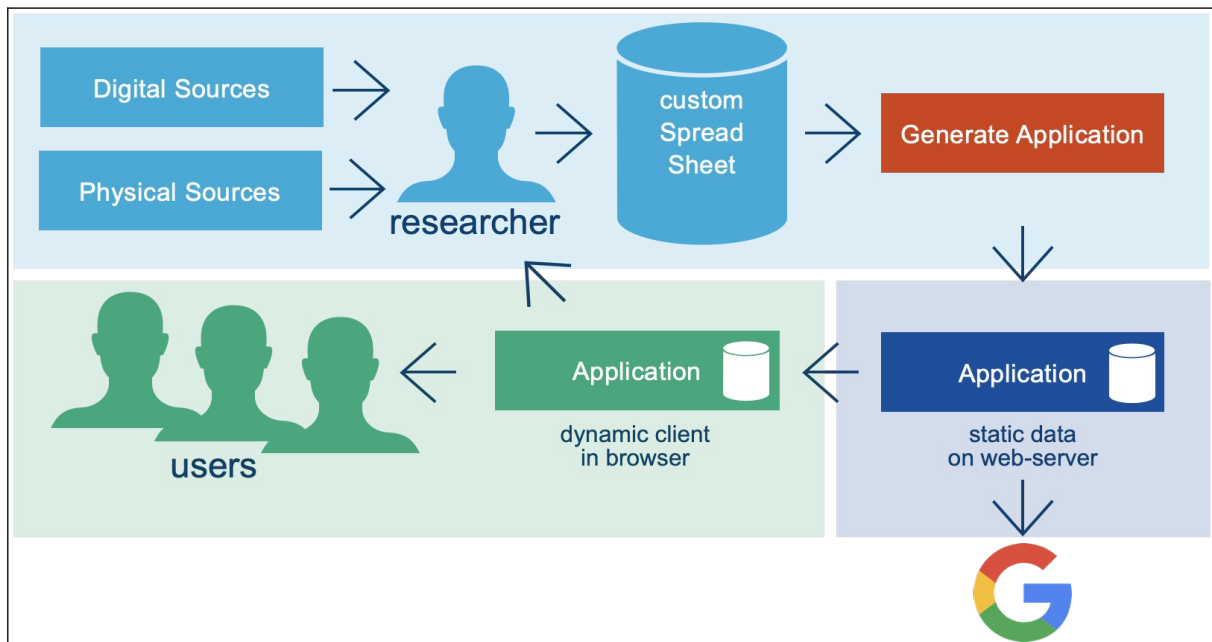 Digital Sources
Physical Sources
researcher
custom
Spread
Sheet
Generate Application
users
Application
dynamic client
in browser
Application
static data
on web-server
G